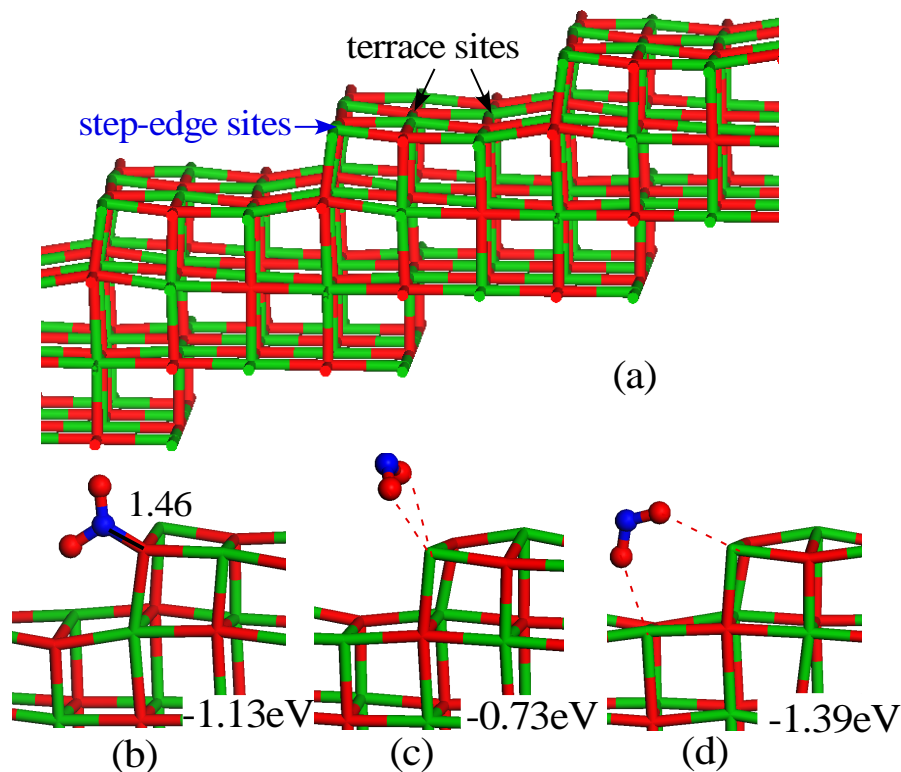 terrace sites
step-edge sites
(a)
1.46
-1.13eV
-0.73eV
-1.39eV
(b)
(c)
(d)